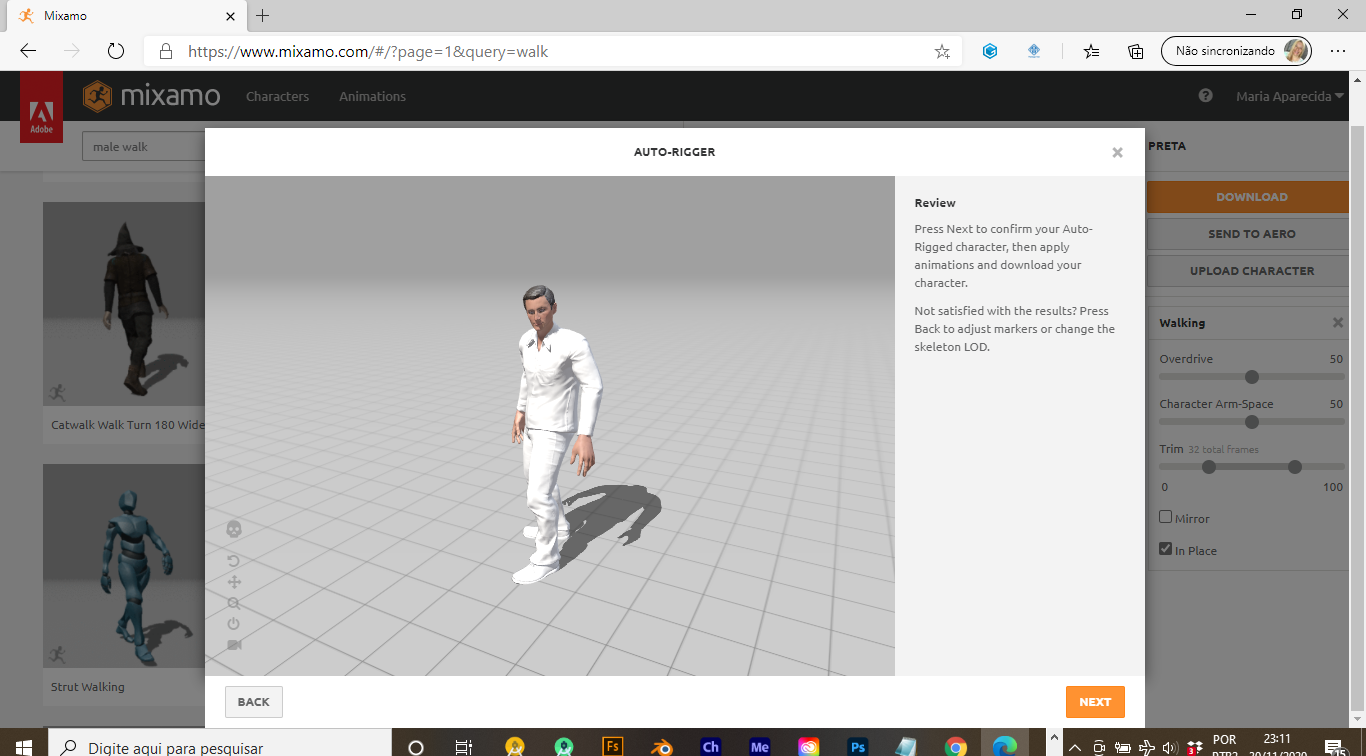 Mixamo
https://www.mixamo.com/#/?page=1&query=walk
Não sincronizando
Adobe
mixamo
Characters
Animations
Maria Aparecida
male walk
AUTO-RIGGER
PRETA
Review
Press Next to confirm your Auto-
Rigged character, then apply
animations and download your
character.
Not satisfied with the results? Press
Back to adjust markers or change the
skeleton LOD.
DOWNLOAD
SEND TO AERO
UPLOAD CHARACTER
Walking
Overdrive 50
Character Arm-Space 50
Trim 32 total frames
0 100
Mirror
In Place
Catwalk Walk Turn 180 Wide
Strut Walking
BACK
NEXT
Digite aqui para pesquisar
Fs
Ch
Me
Ps
3
POR
PTB2
23:11
20/11/2020
15